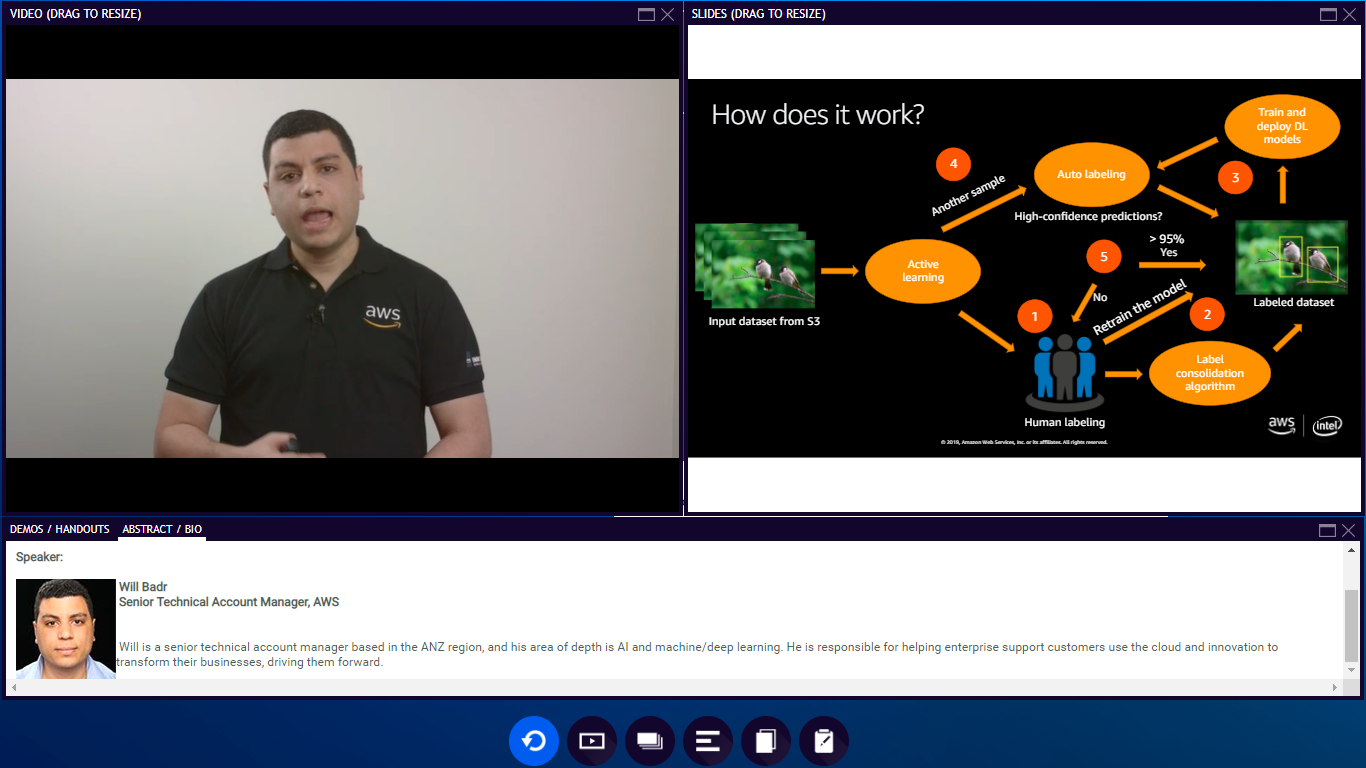 VIDEO (DRAG TO RESIZE)
aws
SLIDES (DRAG TO RESIZE)
How does it work?
Train and
deploy DL
models
4
Another sample
Auto labeling
3
High-confidence predictions?
> 95%
Yes
5
Active
learning
Labeled dataset
No
Retrain the model
Input dataset from S3
1
2
Label
consolidation
algorithm
Human labeling
aws
intel
© 2019, Amazon Web Services, Inc. or its affiliates. All rights reserved.
DEMOS / HANDOUTS
ABSTRACT / BIO
Speaker:
Will Badr
Senior Technical Account Manager, AWS
Will is a senior technical account manager based in the ANZ region, and his area of depth is AI and machine/deep learning. He is responsible for helping enterprise support customers use the cloud and innovation to
transform their businesses, driving them forward.